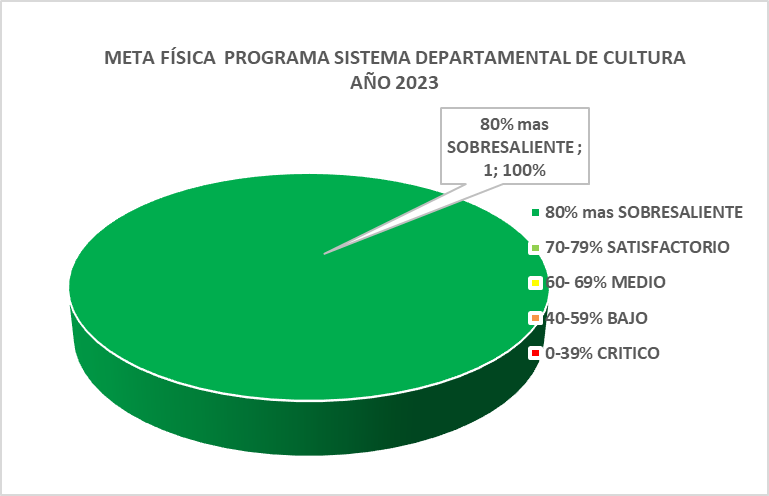 META FÍSICA  PROGRAMA SISTEMA DEPARTAMENTAL DE CULTURA
AÑO 2023
80% mas
SOBRESALIENTE ;
1; 100%
80% mas SOBRESALIENTE
70-79% SATISFACTORIO
60- 69% MEDIO
40-59% BAJO
0-39% CRITICO